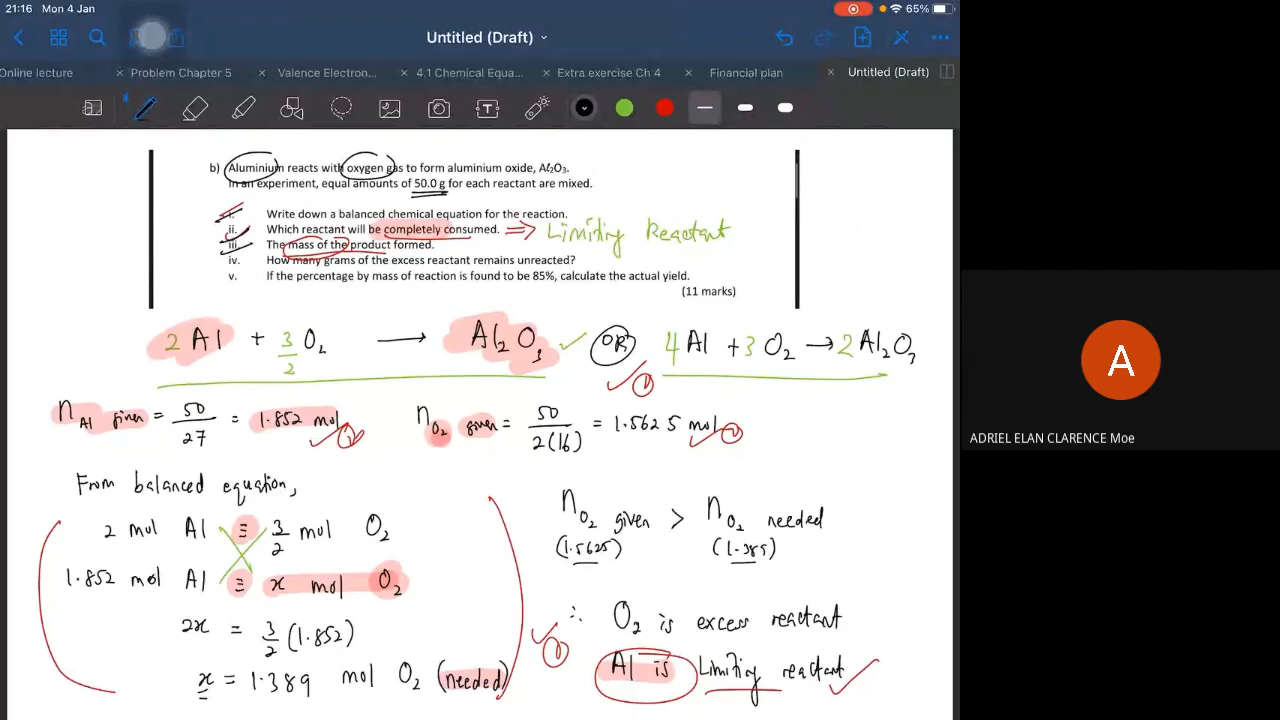 21:16 Mon 4 Jan
65%
Untitled (Draft)
Online lecture
Problem Chapter 5
Valence Electron...
4.1 Chemical Equa...
Extra exercise Ch 4
Financial plan
Untitled (Draft)
b) Aluminium reacts with oxygen gas to form aluminium oxide, Aℓ2O3.
In an experiment, equal amounts of 50.0 g for each reactant are mixed.
i. Write down a balanced chemical equation for the reaction.
ii. Which reactant will be completely consumed. ⇒ Limiting Reactant
iii. The mass of the product formed.
iv. How many grams of the excess reactant remains unreacted?
v. If the percentage by mass of reaction is found to be 85%, calculate the actual yield.
(11 marks)
2 Al + 3/2 O2 → Al2O3 ✓ OR 4 Al + 3 O2 → 2 Al2O3
✓ 1
n Al given = 50/27 = 1.852 mol ✓ 1 n O2 given = 50/2(16) = 1.5625 mol ✓ 1
From balanced equation,
2 mol Al ≡ 3/2 mol O2
1.852 mol Al ≡ x mol O2
2x = 3/2 (1.852)
x = 1.389 mol O2 (needed)
n O2 given > n O2 needed
(1.5625) (1.389)
∴ O2 is excess reactant
✓ 1 Al is Limiting reactant ✓
A
ADRIEL ELAN CLARENCE Moe